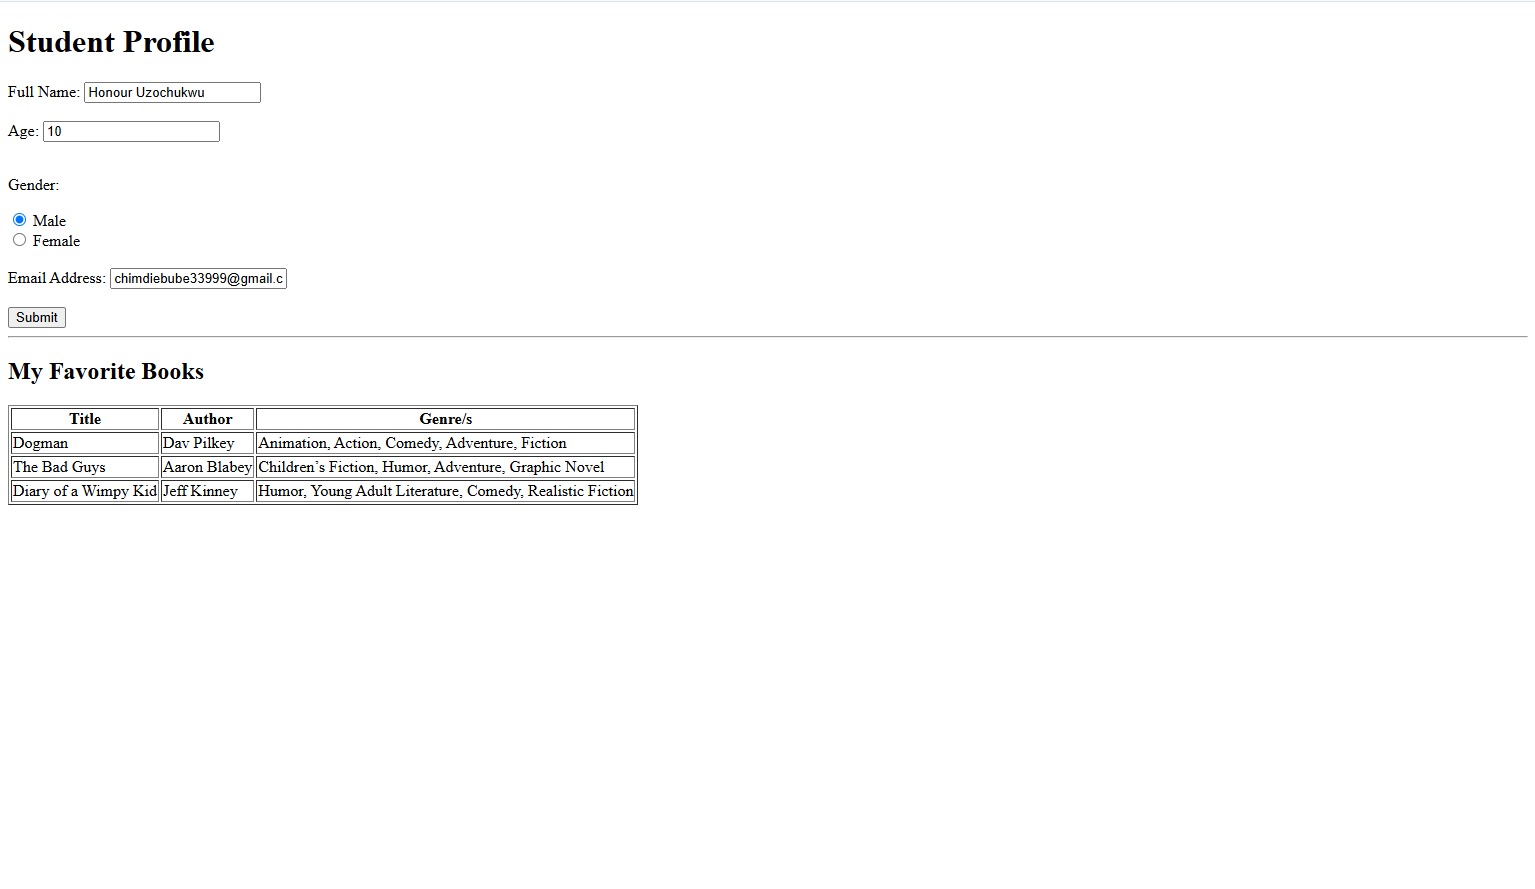 Student Profile
Full Name: Honour Uzochukwu
Age: 10
Gender:
Male
Female
Email Address: chimdiebube33999@gmail.c
Submit
My Favorite Books
Title Author Genre/s
Dogman Dav Pilkey Animation, Action, Comedy, Adventure, Fiction
The Bad Guys Aaron Blabey Children’s Fiction, Humor, Adventure, Graphic Novel
Diary of a Wimpy Kid Jeff Kinney Humor, Young Adult Literature, Comedy, Realistic Fiction